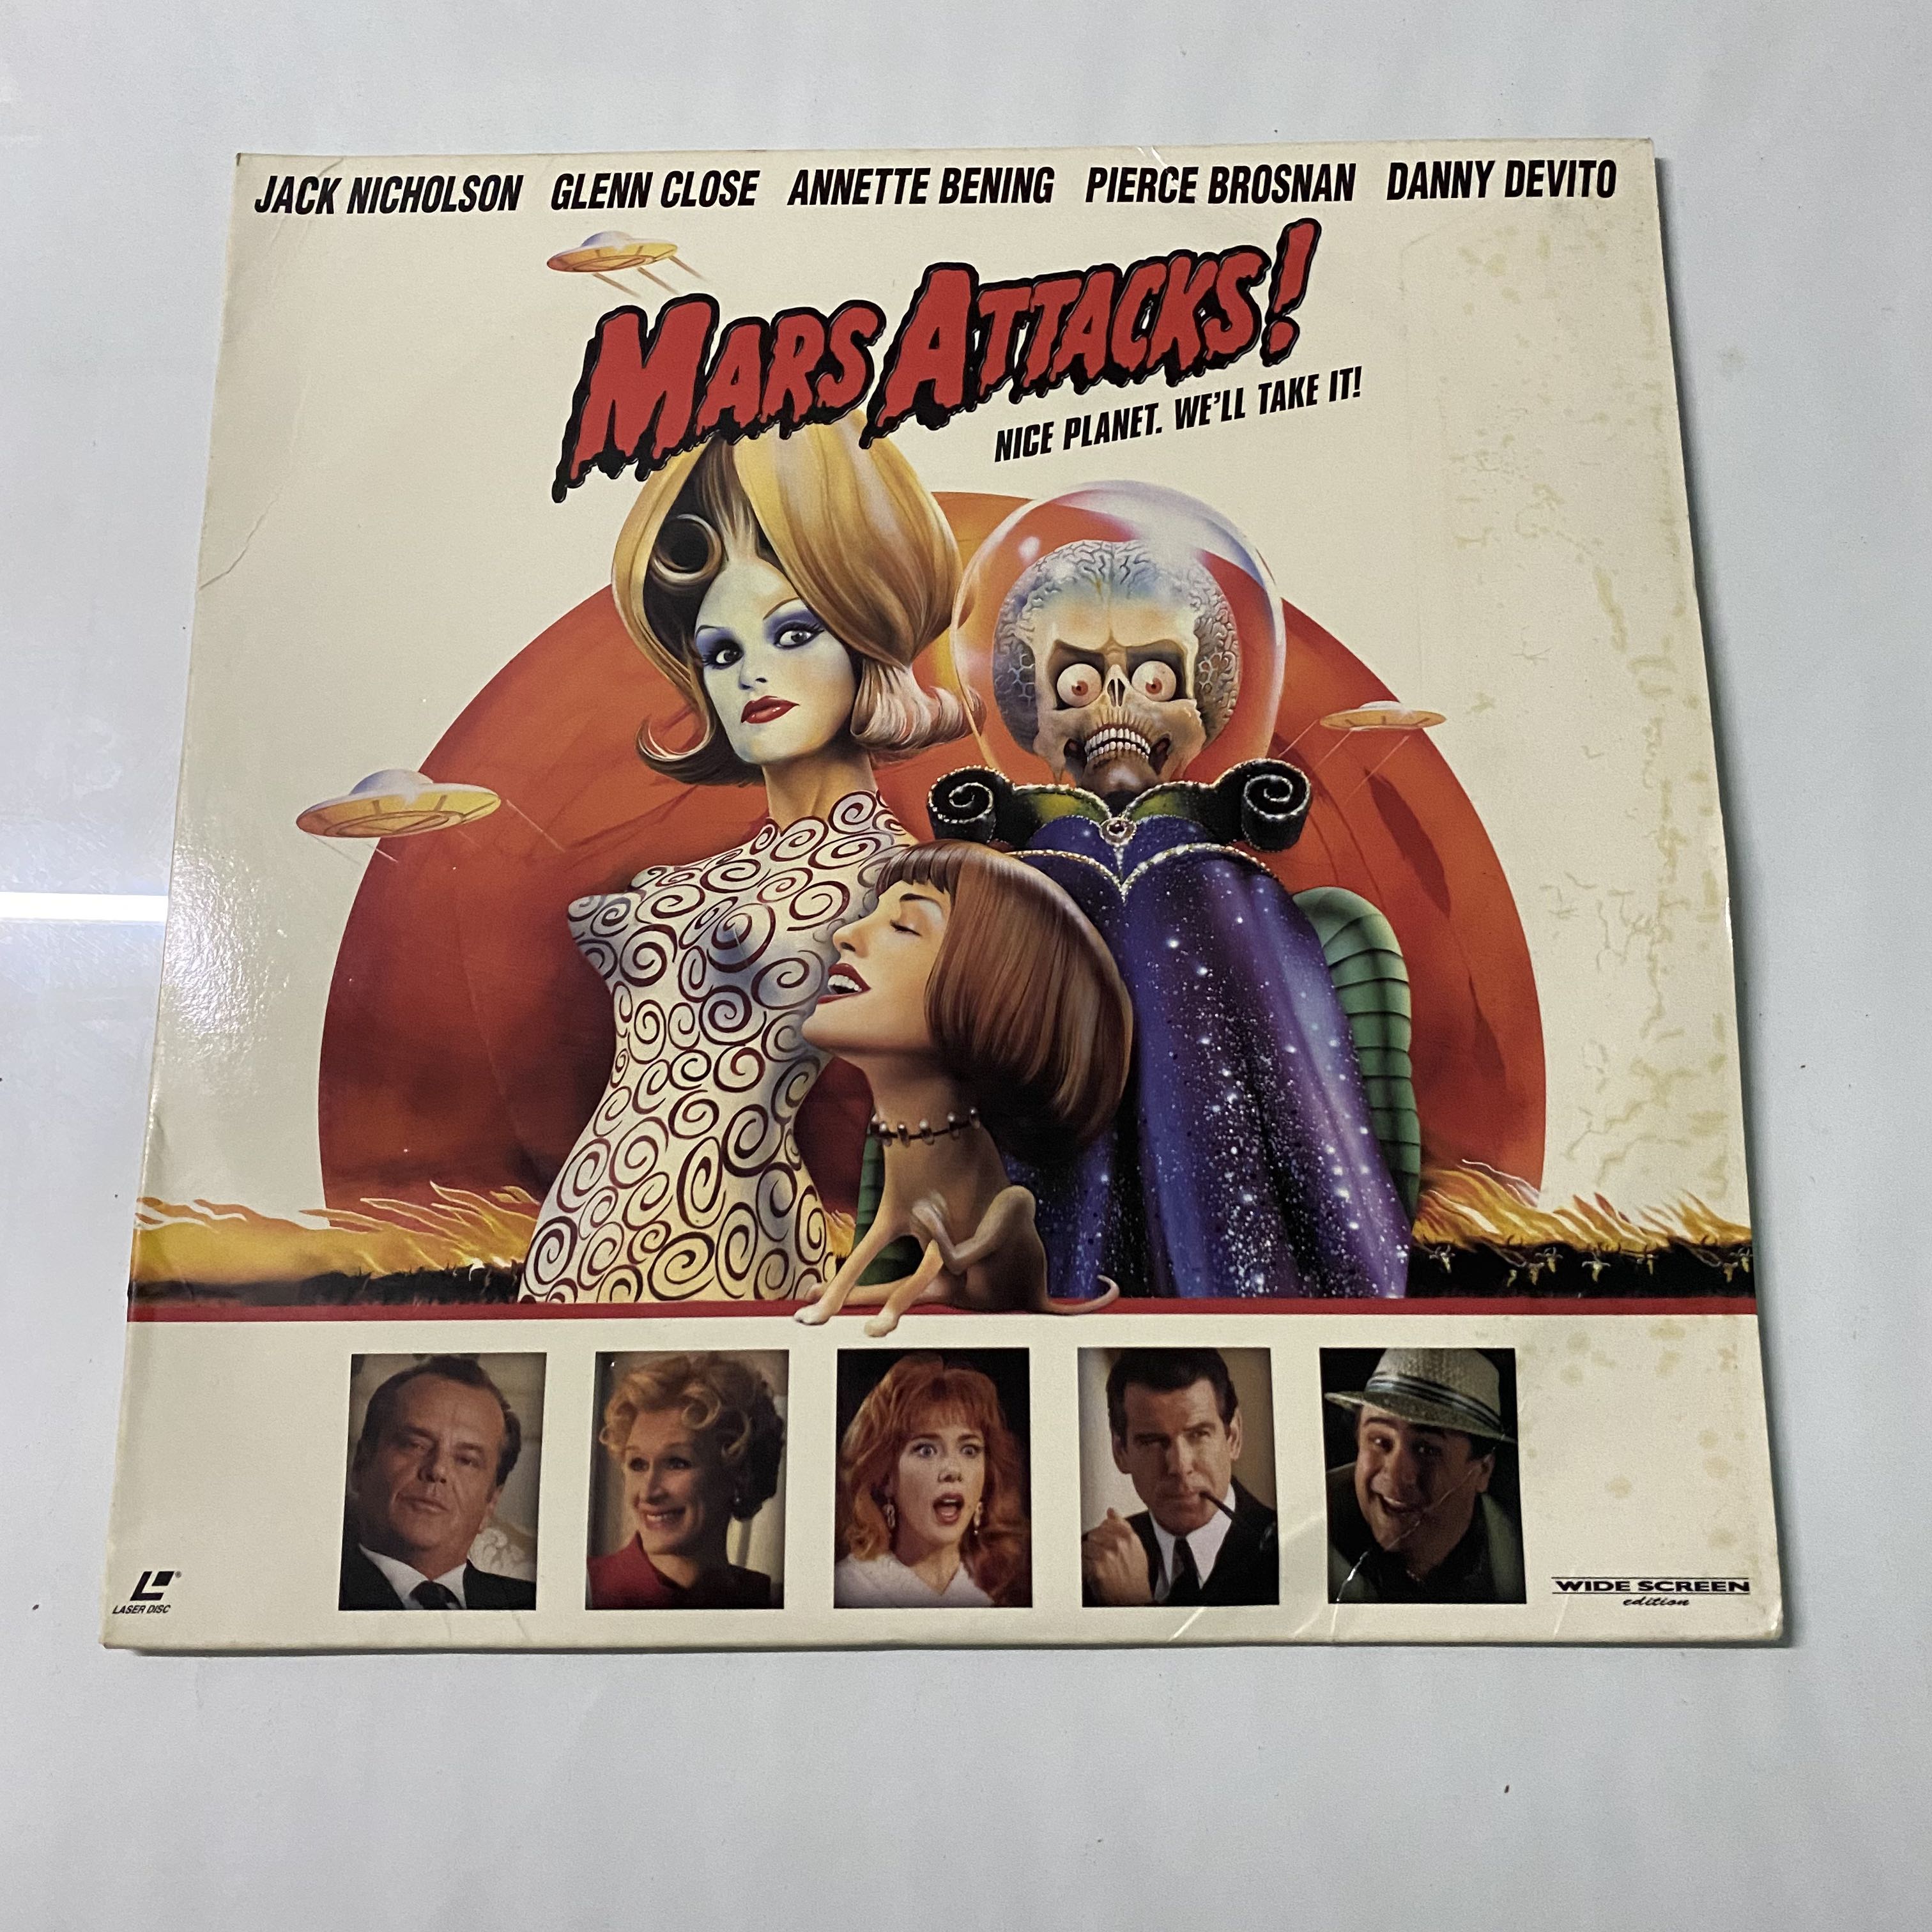 JACK NICHOLSON GLENN CLOSE ANNETTE BENING PIERCE BROSNAN DANNY DEVITO
MARS ATTACKS!
NICE PLANET. WE'LL TAKE IT!
LASER DISC
WIDE SCREEN
edition